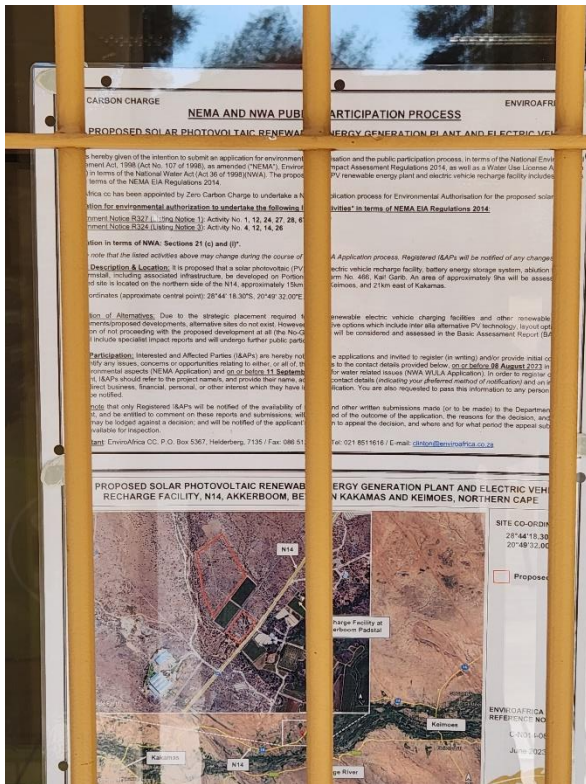 CARBON CHARGE ENVIROAFRI
NEMA AND NWA PUB ARTICIPATION PROCESS
PROPOSED SOLAR PHOTOVOLTAIC RENEWA ERGY GENERATION PLANT AND ELECTRIC VEH
s hereby given of the intention to submit an application for environment isation and the public participation process, in terms of the National Envi
ement Act, 1998 (Act No. 107 of 1998), as amended ("NEMA"), Environ mpact Assessment Regulations 2014, as well as a Water Use License A
) in terms of the National Water Act (Act 36 of 1998)(NWA). The propos PV renewable energy plant and electric vehicle recharge facility includes
terms of the NEMA EIA Regulations 2014.
frica cc has been appointed by Zero Carbon Charge to undertake a N pplication process for Environmental Authorisation for the proposed solar
ation for environmental authorization to undertake the following l tivities* in terms of NEMA EIA Regulations 2014:
nment Notice R327 (Listing Notice 1): Activity No. 1, 12, 24, 27, 28, 6
nment Notice R324 (Listing Notice 3): Activity No. 4, 12, 14, 26
ation in terms of NWA: Sections 21 (c) and (i)*.
note that the listed activities above may change during the course of A Application process. Registered I&APs will be notified of any changes
Description & Location: It is proposed that a solar photovoltaic (PV ectric vehicle recharge facility, battery energy storage system, ablution
rmstall, including associated infrastructure, be developed on Portion rm No. 466, Kail Garib. An area of approximately 9ha will be assess
d site is located on the northern side of the N14, approximately 15km Keimoes, and 21km east of Kakamas.
ordinates (approximate central point): 28°44' 18.30"S, 20°49' 32.00"E
ion of Alternatives: Due to the strategic placement required f renewable electric vehicle charging facilities and other renewable
ments/proposed developments, alternative sites do not exist. However ve options which include inter alia alternative PV technology, layout opti
on of not proceeding with the proposed development at all (the No-G will be considered and assessed in the Basic Assessment Report (BA
l include specialist Impact reports and will undergo further public partic
Participation: Interested and Affected Parties (I&APs) are hereby not e applications and invited to register (in writing) and/or provide initial co
ntify any issues, concerns or opportunities relating to either, or all of, th s to the contact details provided below, on or before 08 August 2023 in
ironmental aspects (NEMA Application) and on or before 11 Septemb for water related issues (NWA WULA Application). In order to register o
nt, I&APs should refer to the project name/s, and provide their name, a contact details (indicating your preferred method of notification) and an in
direct business, financial, personal, or other interest which they have i lication. You are also requested to pass this information to any person
be notified.
note that only Registered I&APs will be notified of the availability of and other written submissions made (or to be made) to the Departmen
t, and be entitled to comment on these reports and submissions; will ed of the outcome of the application, the reasons for the decision, and
may be lodged against a decision; and will be notified of the applicant' n to appeal the decision, and where and for what period the appeal sub
available for inspection.
tant: EnviroAfrica CC. P.O. Box 5367, Helderberg, 7135 / Fax: 086 51 Tel: 021 8511616 / E-mail: clinton@enviroafrica.co.za
PROPOSED SOLAR PHOTOVOLTAIC RENEWAB ERGY GENERATION PLANT AND ELECTRIC VEHI
RECHARGE FACILITY, N14, AKKERBOOM, BE N KAKAMAS AND KEIMOES, NORTHERN CAPE
SITE CO-ORDIN
28°44'18.30
20°49'32.00
N14
Propose
harge Facility at
erboom Padstal
ENVIROAFRICA
REFERENCE NO
Keimoes
Kakamas
N14
ge River
June 2023